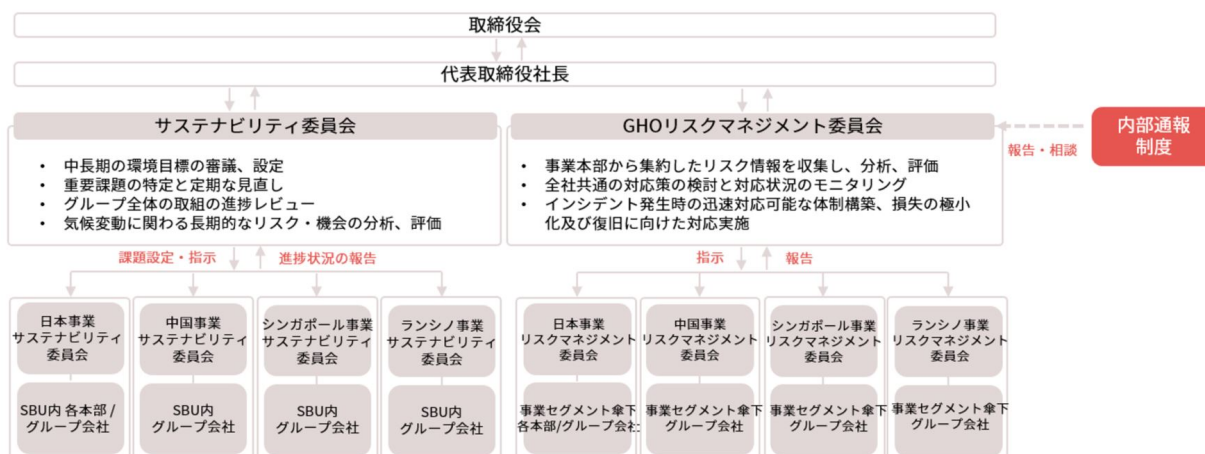 取締役会
代表取締役社長
サステナビリティ委員会
・ 中長期の環境目標の審議、設定
・ 重要課題の特定と定期な見直し
・ グループ全体の取組の進捗レビュー
・ 気候変動に関わる長期的なリスク・機会の分析、評価
GHOリスクマネジメント委員会
・ 事業本部から集約したリスク情報を収集し、分析、評価
・ 全社共通の対応策の検討と対応状況のモニタリング
・ インシデント発生時の迅速対応可能な体制構築、損失の極小
化及び復旧に向けた対応実施
内部通報
制度
報告・相談
課題設定・指示
進捗状況の報告
指示
報告
日本事業
サステナビリティ
委員会
中国事業
サステナビリティ
委員会
シンガポール事業
サステナビリティ
委員会
ランシノ事業
サステナビリティ
委員会
日本事業
リスクマネジメント
委員会
中国事業
リスクマネジメント
委員会
シンガポール事業
リスクマネジメント
委員会
ランシノ事業
リスクマネジメント
委員会
SBU内 各本部 /
グループ会社
SBU内
グループ会社
SBU内
グループ会社
SBU内
グループ会社
事業セグメント傘下
各本部/グループ会社
事業セグメント傘下
グループ会社
事業セグメント傘下
グループ会社
事業セグメント傘下
グループ会社